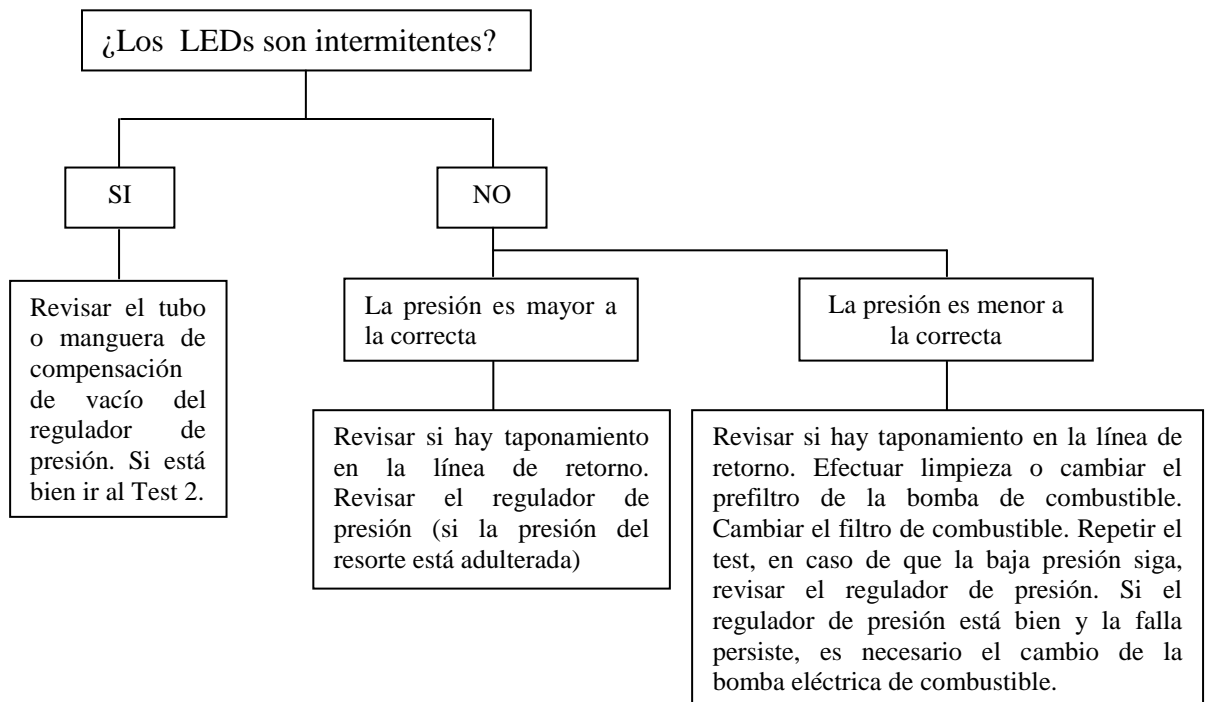 ¿Los LEDs son intermitentes?
SI
NO
Revisar el tubo
o manguera de
compensación
de vacío del
regulador de
presión. Si está
bien ir al Test 2.
La presión es mayor a
la correcta
La presión es menor a
la correcta
Revisar si hay taponamiento
en la línea de retorno.
Revisar el regulador de
presión (si la presión del
resorte está adulterada)
Revisar si hay taponamiento en la línea de
retorno. Efectuar limpieza o cambiar el
prefiltro de la bomba de combustible.
Cambiar el filtro de combustible. Repetir el
test, en caso de que la baja presión siga,
revisar el regulador de presión. Si el
regulador de presión está bien y la falla
persiste, es necesario el cambio de la
bomba eléctrica de combustible.